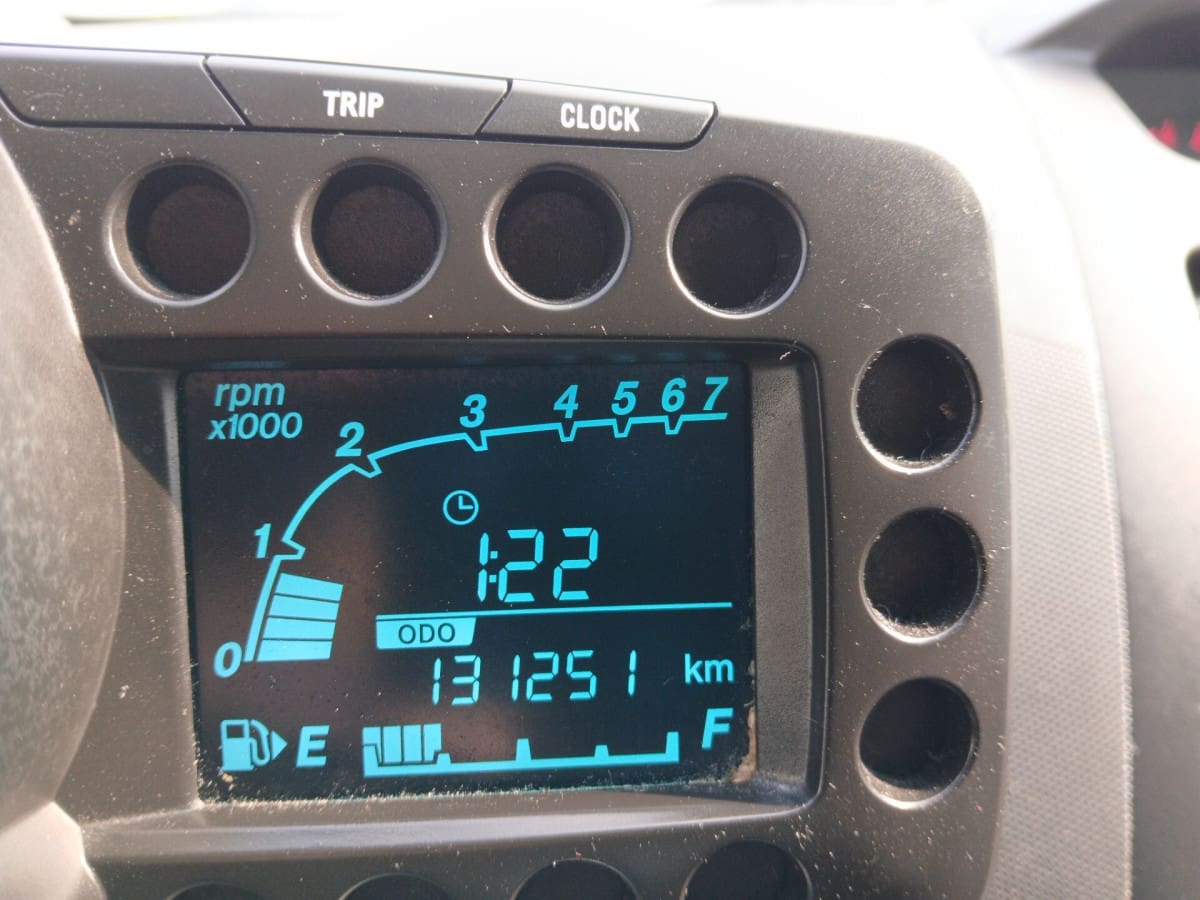 TRIP CLOCK
rpm
x1000
0 1 2 3 4 5 6 7
1:22
ODO
131251 km
E F